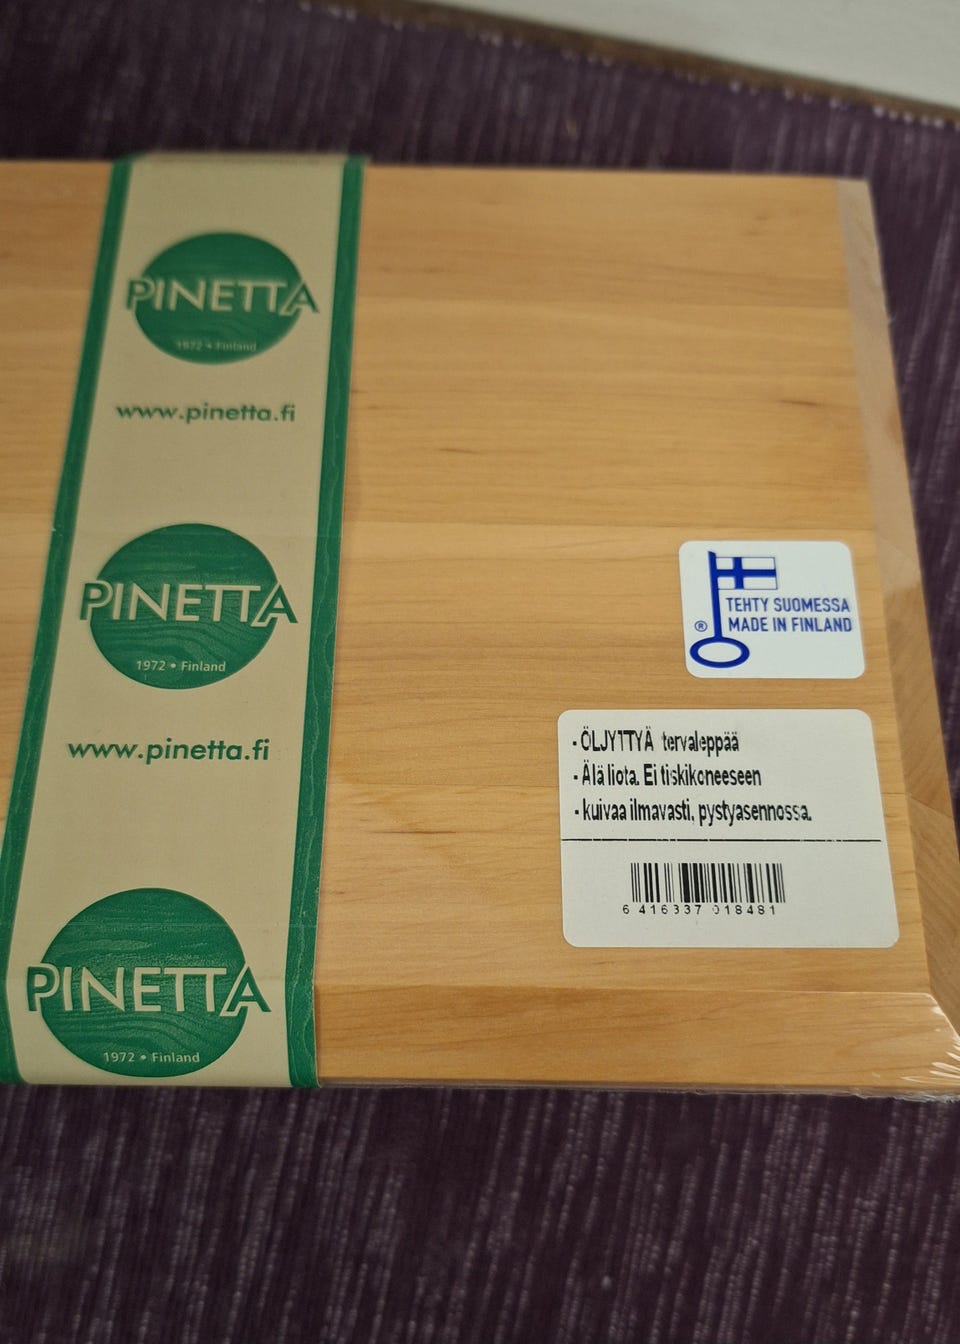 PINETTA
1972 • Finland
www.pinetta.fi
PINETTA
1972 • Finland
www.pinetta.fi
PINETTA
1972 • Finland
®
TEHTY SUOMESSA
MADE IN FINLAND
- ÖLJYTTYÄ tervaleppää
- Älä liota. Ei tiskikoneeseen
- kuivaa ilmavasti, pystyasennossa.
6 416337 018481